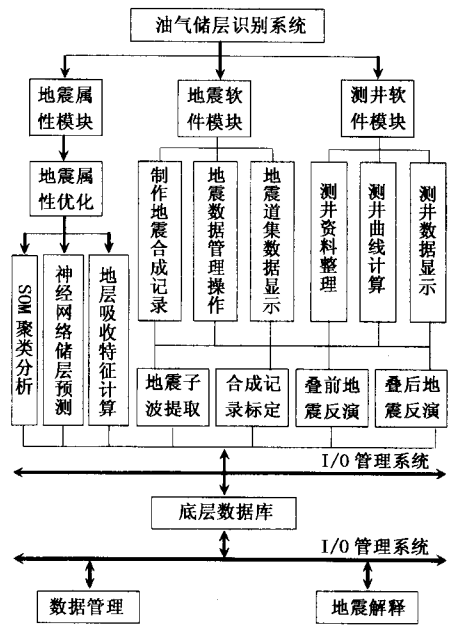 油气储层识别系统
地震属
性模块
地震软
件模块
测井软
件模块
地震属
性优化
制作地震合成记录
地震数据管理操作
地震道集数据显示
测井资料整理
测井曲线计算
测井数据显示
SOM聚类分析
神经网络储层预测
地层吸收特征计算
地震子
波提取
合成记
录标定
叠前地
震反演
叠后地
震反演
I/O管理系统
底层数据库
I/O管理系统
数据管理
地震解释